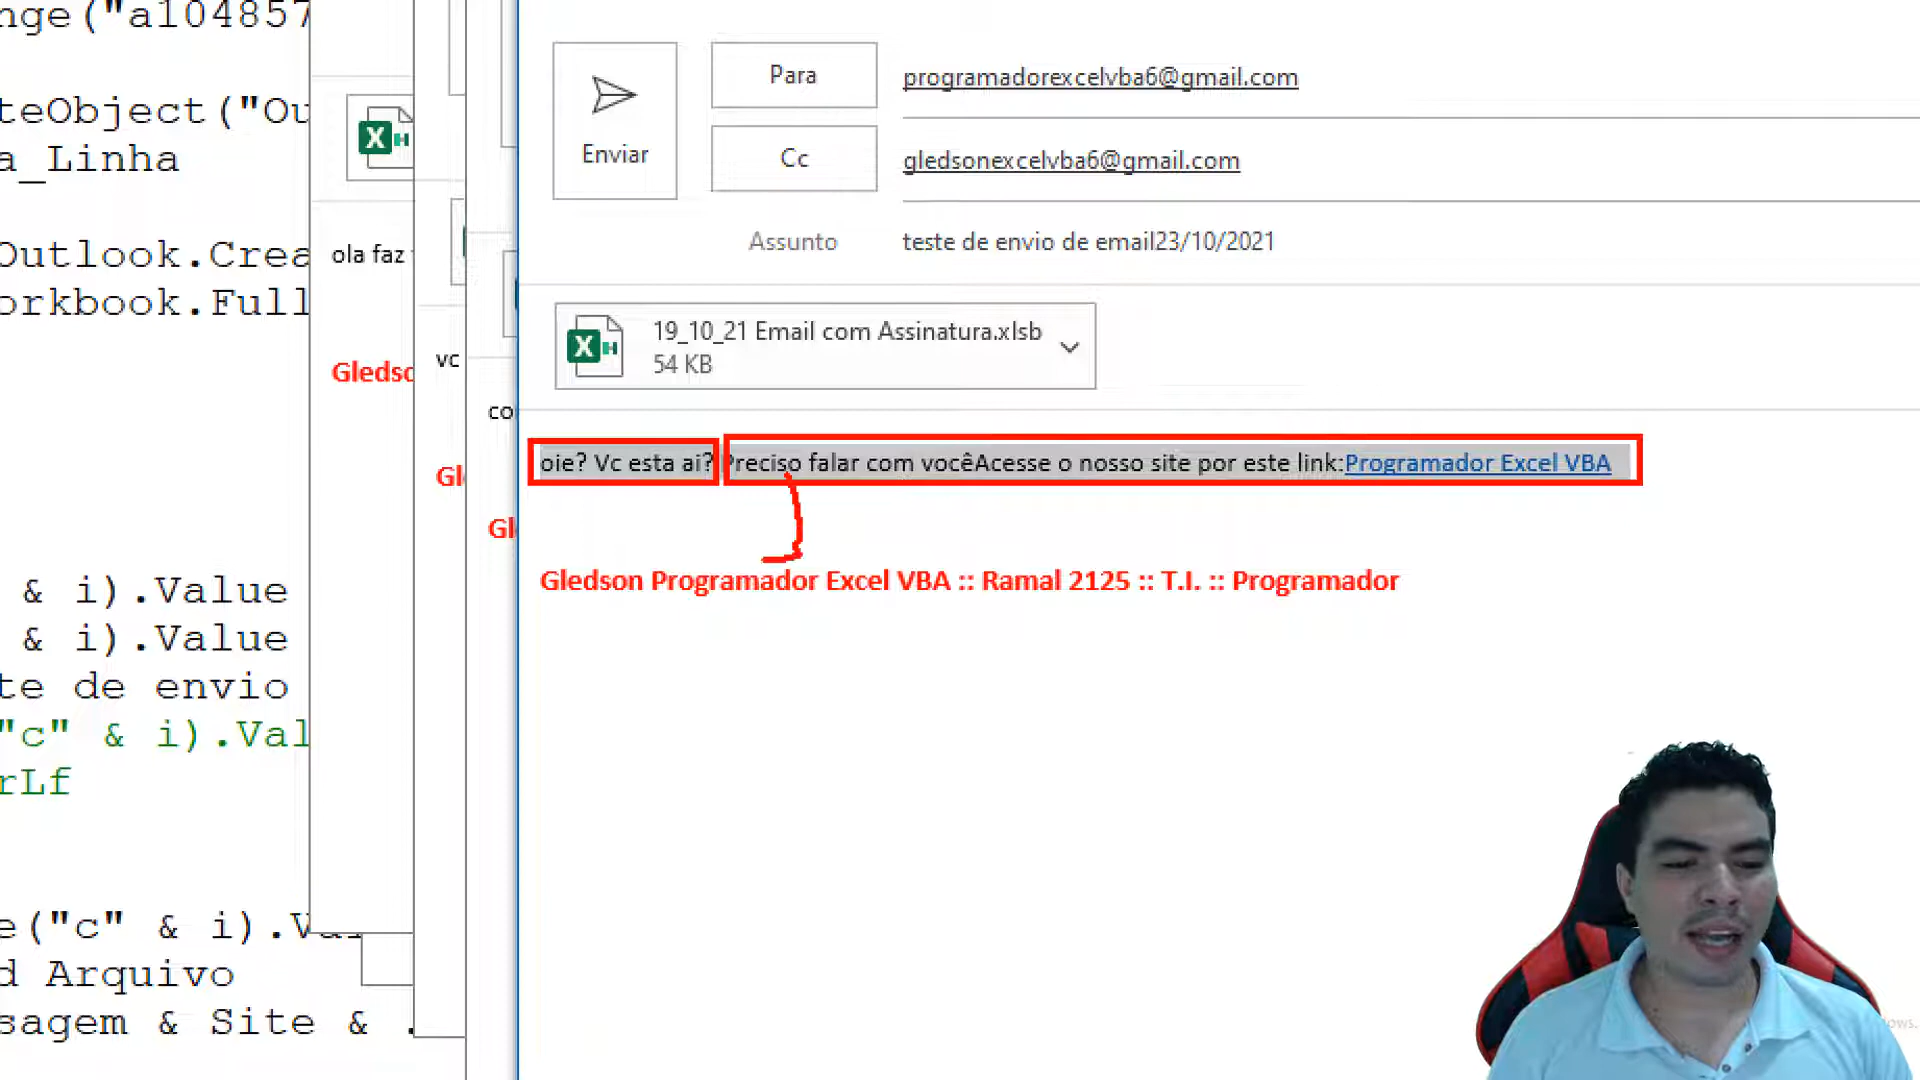 nge("a104857
teObject("Ou
a_Linha
Outlook.Crea
orkbook.Full
& i).Value
& i).Value
te de envio
"c" & i).Val
rLf
e("c" & i).Va
d Arquivo
sagem & Site &
ola faz
Gledso
vc
Gl
co
Gl
Enviar
Para
programadorexcelvba6@gmail.com
Cc
gledsonexcelvba6@gmail.com
Assunto
teste de envio de email23/10/2021
19_10_21 Email com Assinatura.xlsb
54 KB
oie? Vc esta ai? Preciso falar com vocêAcesse o nosso site por este link:Programador Excel VBA
Gledson Programador Excel VBA :: Ramal 2125 :: T.I. :: Programador